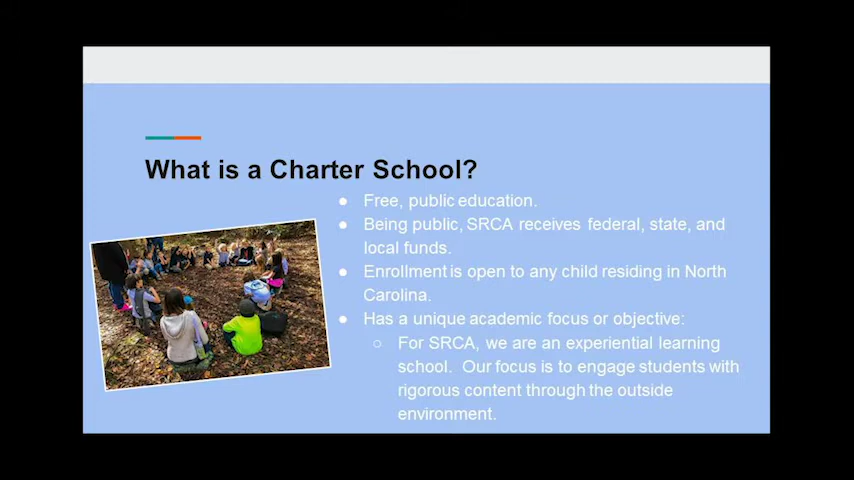 What is a Charter School?
● Free, public education.
● Being public, SRCA receives federal, state, and
local funds.
● Enrollment is open to any child residing in North
Carolina.
● Has a unique academic focus or objective:
○ For SRCA, we are an experiential learning
school. Our focus is to engage students with
rigorous content through the outside
environment.